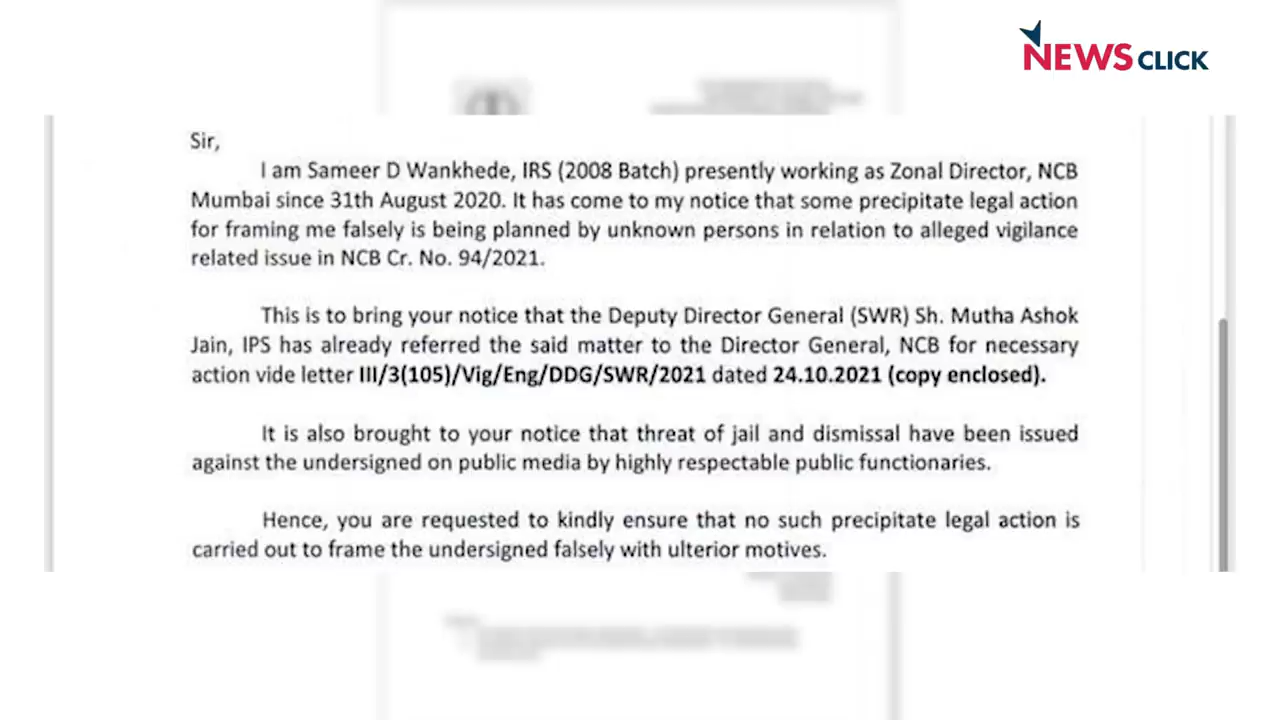 NEWSCLICK
Sir,
I am Sameer D Wankhede, IRS (2008 Batch) presently working as Zonal Director, NCB
Mumbai since 31th August 2020. It has come to my notice that some precipitate legal action
for framing me falsely is being planned by unknown persons in relation to alleged vigilance
related issue in NCB Cr. No. 94/2021.
This is to bring your notice that the Deputy Director General (SWR) Sh. Mutha Ashok
Jain, IPS has already referred the said matter to the Director General, NCB for necessary
action vide letter III/3(105)/Vig/Eng/DDG/SWR/2021 dated 24.10.2021 (copy enclosed).
It is also brought to your notice that threat of jail and dismissal have been issued
against the undersigned on public media by highly respectable public functionaries.
Hence, you are requested to kindly ensure that no such precipitate legal action is
carried out to frame the undersigned falsely with ulterior motives.